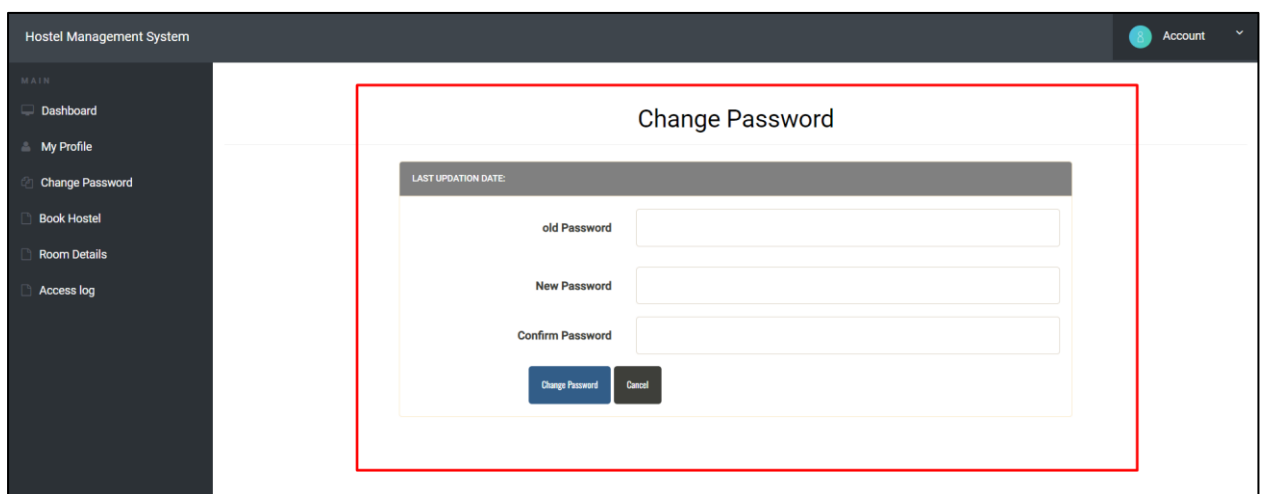 Hostel Management System
Account
MAIN
Dashboard
My Profile
Change Password
Book Hostel
Room Details
Access log
Change Password
LAST UPDATION DATE:
old Password
New Password
Confirm Password
Change Password
Cancel